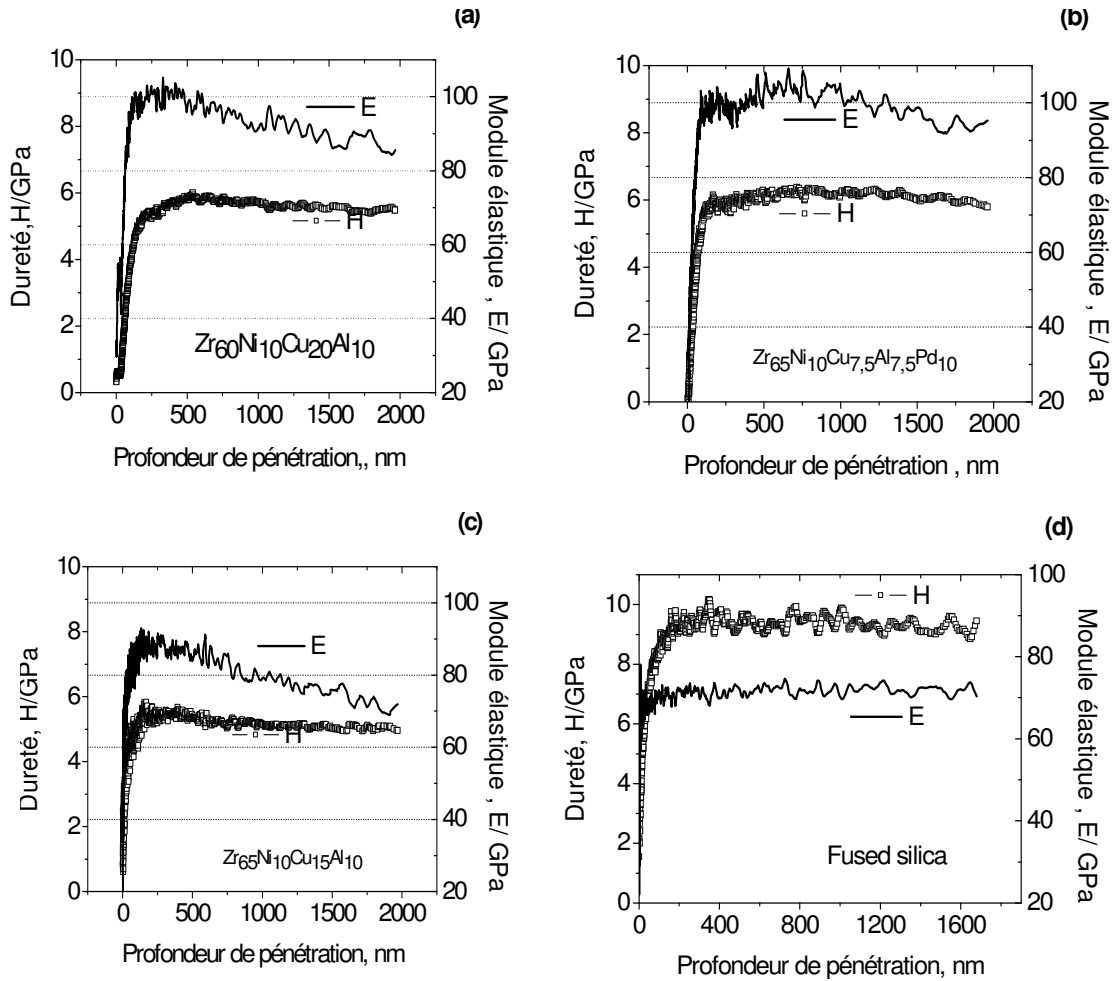 (a)
10
8
6
4
2
0
100
80
60
40
20
E
H
Zr60Ni10Cu20Al10
0 500 1000 1500 2000
Dureté,H/GPa
Module élastique , E/ GPa
Profondeur de pénétration,, nm
(b)
10
8
6
4
2
0
100
80
60
40
20
E
H
Zr65Ni10Cu7,5Al7,5Pd10
0 500 1000 1500 2000
Dureté, H/GPa
Module élastique , E/ GPa
Profondeur de pénétration , nm
(c)
10
8
6
4
2
0
100
80
60
40
20
E
H
Zr65Ni10Cu15Al10
0 500 1000 1500 2000
Dureté, H/GPa
Module élastique , E/ GPa
Profondeur de pénétration, nm
(d)
10
9
8
7
6
5
4
3
2
1
0
100
80
60
40
20
H
E
Fused silica
0 400 800 1200 1600
Dureté, H/GPa
Module élastique , E/ GPa
Profondeur de pénétration, nm